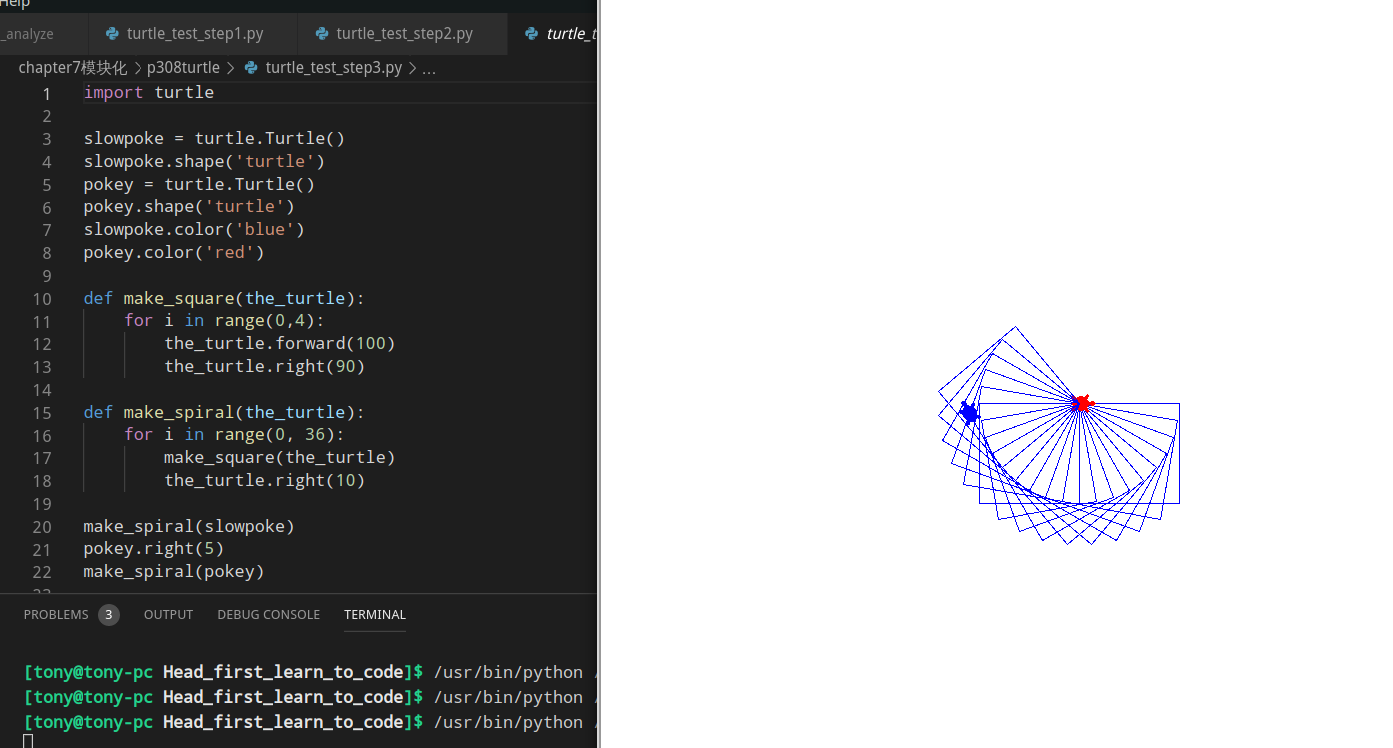 Help
_analyze turtle_test_step1.py turtle_test_step2.py turtle_t
chapter7模块化 > p308turtle > turtle_test_step3.py > ...
1 import turtle
2
3 slowpoke = turtle.Turtle()
4 slowpoke.shape('turtle')
5 pokey = turtle.Turtle()
6 pokey.shape('turtle')
7 slowpoke.color('blue')
8 pokey.color('red')
9
10 def make_square(the_turtle):
11     for i in range(0,4):
12         the_turtle.forward(100)
13         the_turtle.right(90)
14
15 def make_spiral(the_turtle):
16     for i in range(0, 36):
17         make_square(the_turtle)
18         the_turtle.right(10)
19
20 make_spiral(slowpoke)
21 pokey.right(5)
22 make_spiral(pokey)
PROBLEMS 3 OUTPUT DEBUG CONSOLE TERMINAL
[tony@tony-pc Head_first_learn_to_code]$ /usr/bin/python /
[tony@tony-pc Head_first_learn_to_code]$ /usr/bin/python /
[tony@tony-pc Head_first_learn_to_code]$ /usr/bin/python /